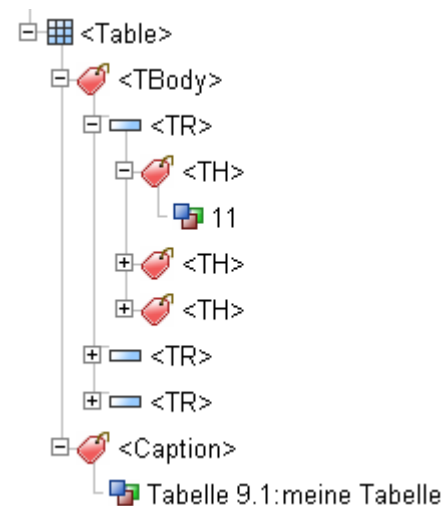 <Table>
<TBody>
<TR>
<TH>
11
<TH>
<TH>
<TR>
<TR>
<Caption>
Tabelle 9.1:meine Tabelle